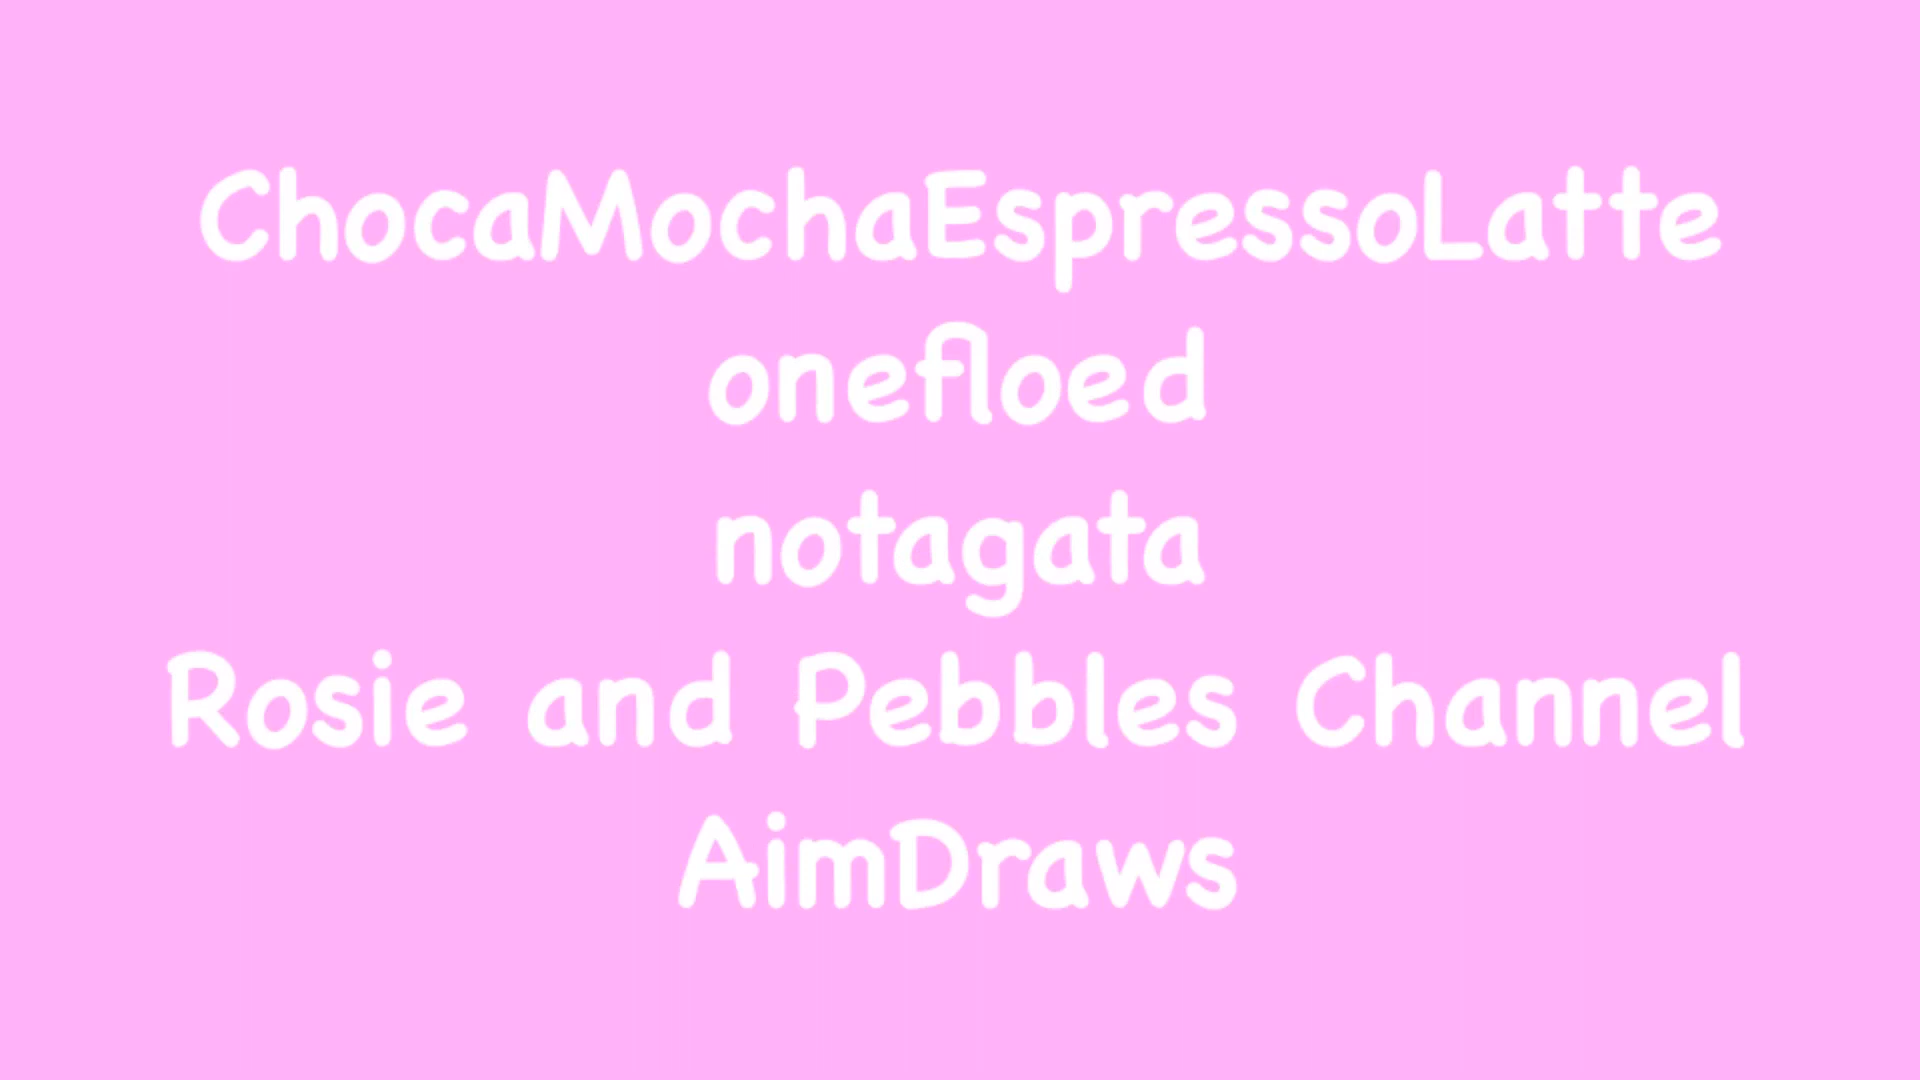 ChocaMochaEspressoLatte
onefloed
notagata
Rosie and Pebbles Channel
AimDraws